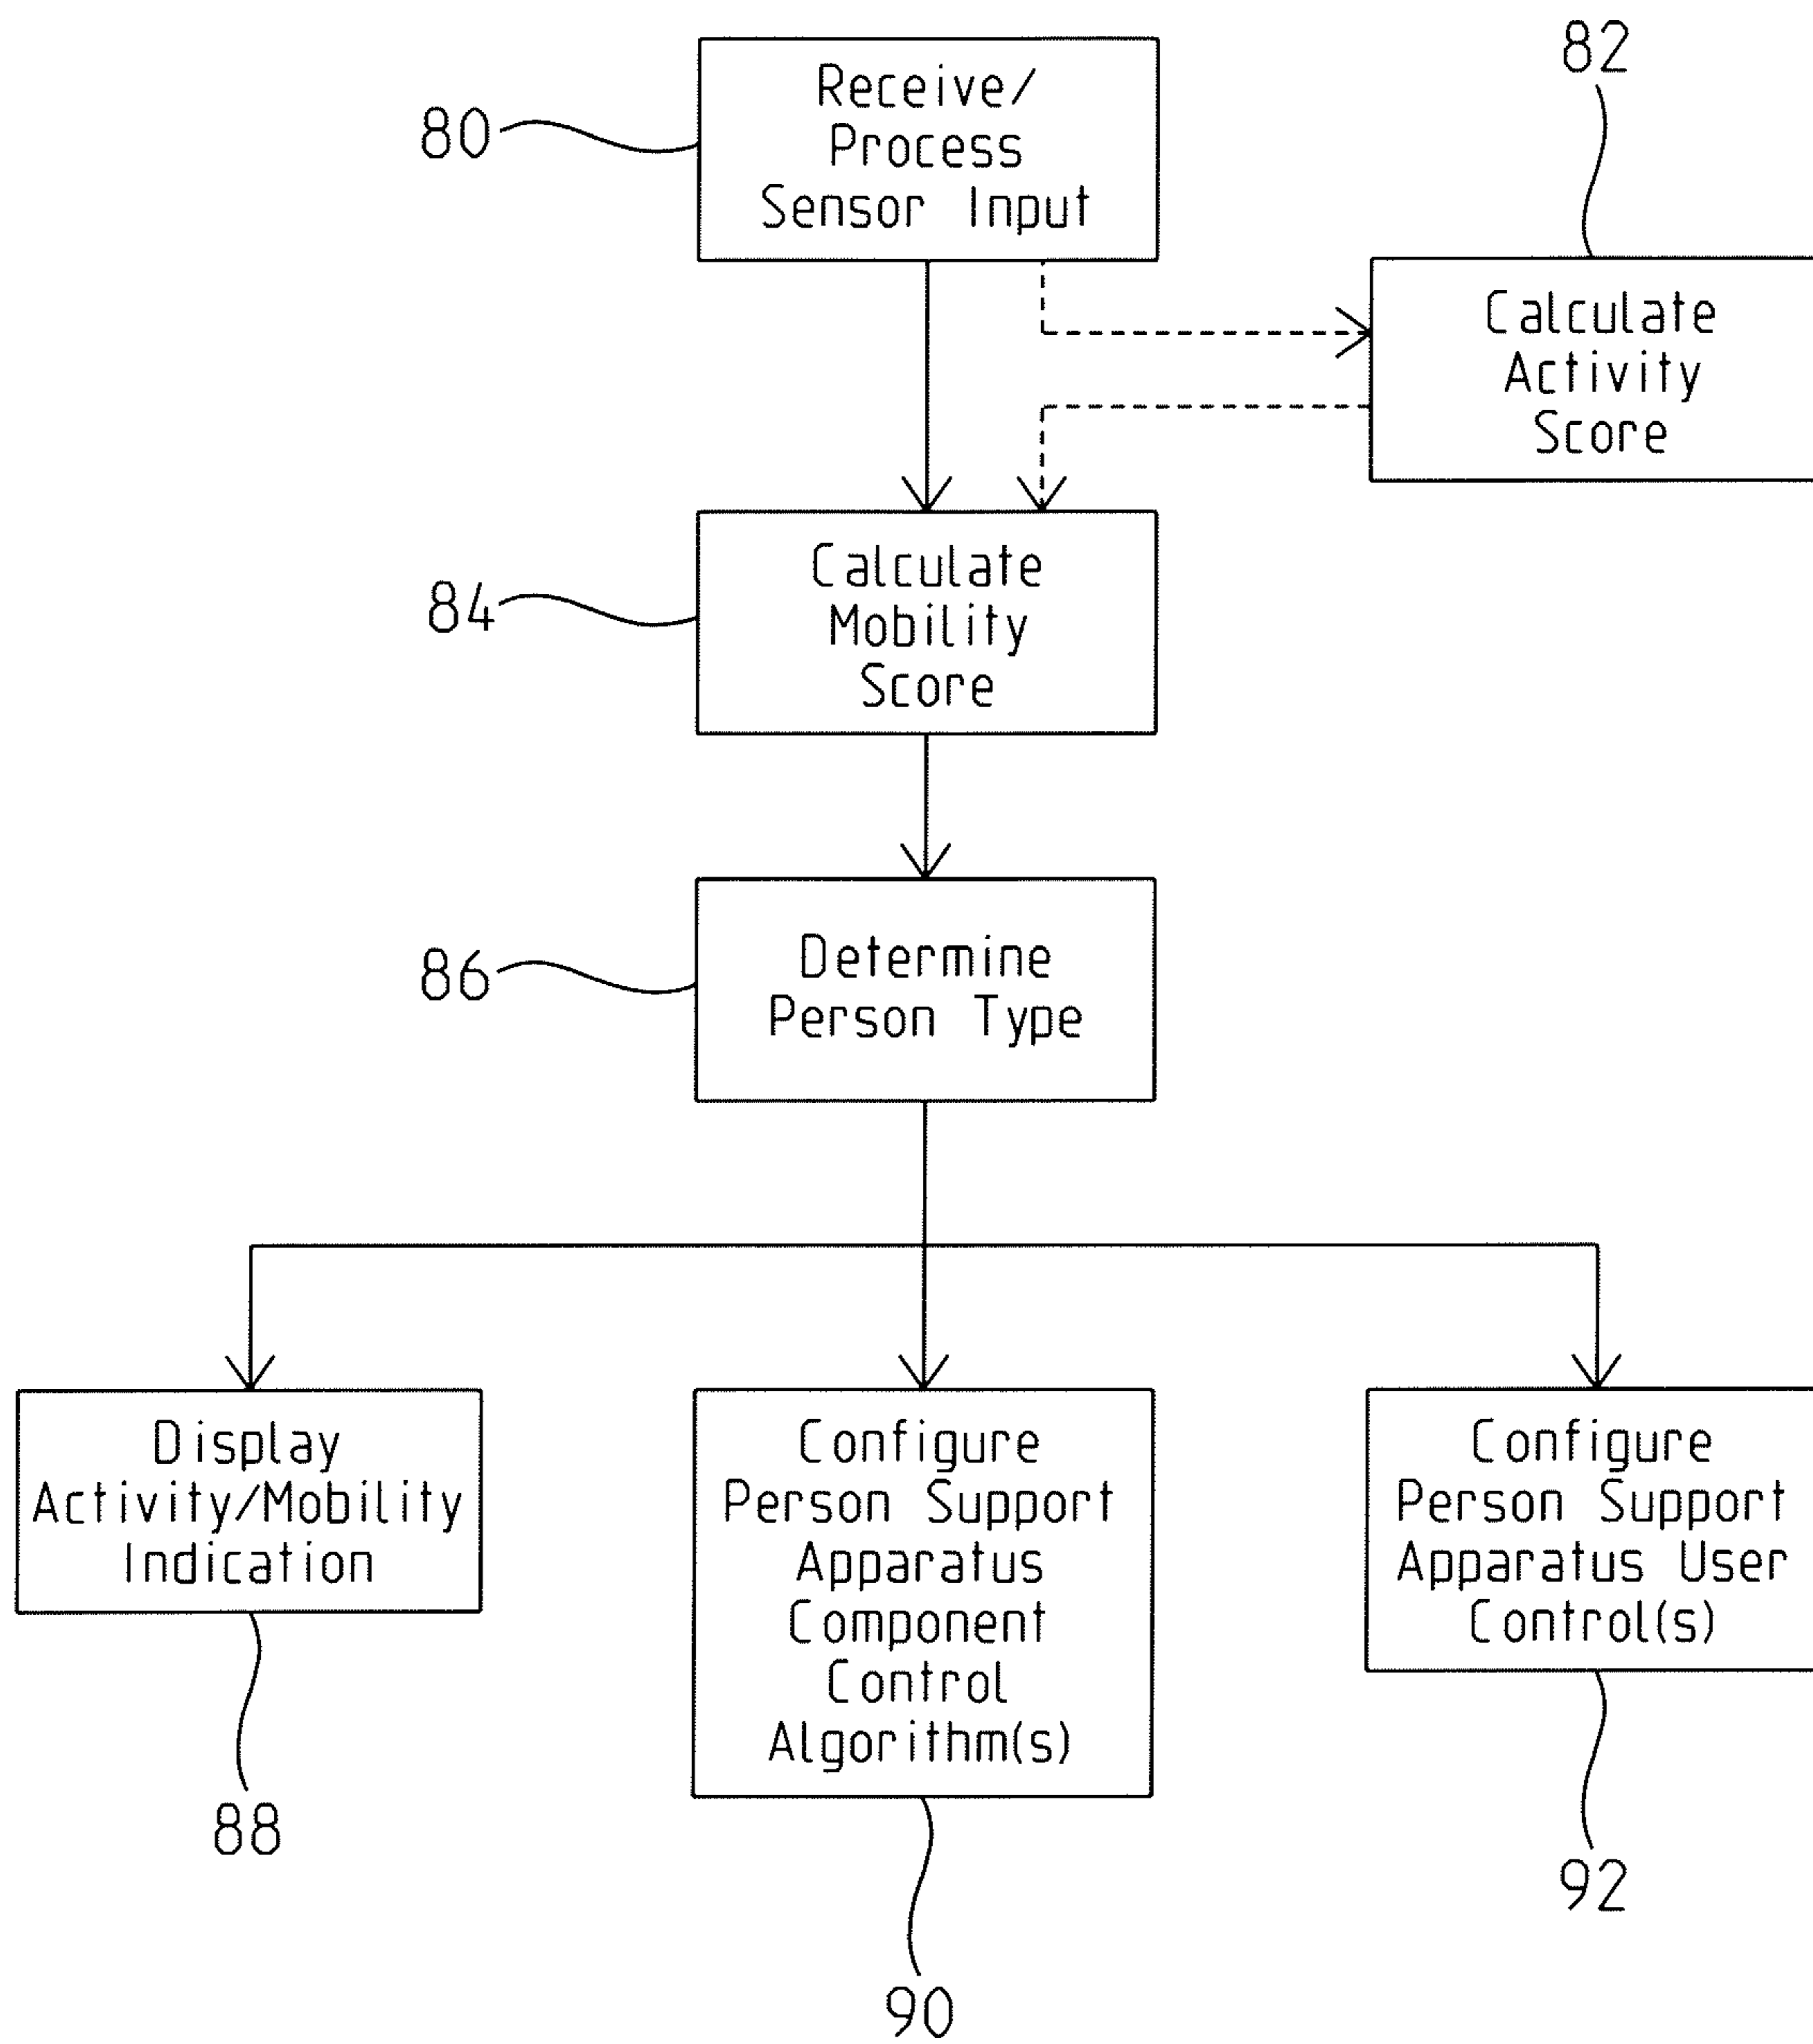 82
Receive/
Process
Sensor Input
80
Calculate
Activity
Score
Calculate
Mobility
Score
84
Determine
Person Type
86
Display
Activity/Mobility
Indication
Configure
Person Support
Apparatus
Component
Control
Algorithm(s)
Configure
Person Support
Apparatus User
Control(s)
88
90
92